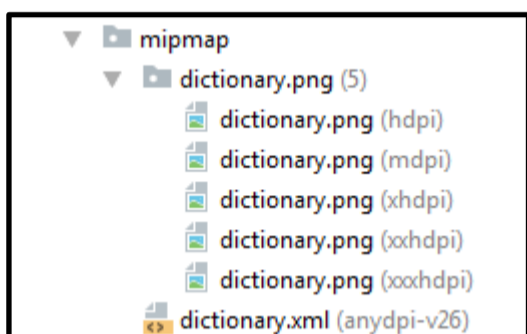 mipmap
dictionary.png (5)
dictionary.png (hdpi)
dictionary.png (mdpi)
dictionary.png (xhdpi)
dictionary.png (xxhdpi)
dictionary.png (xxxhdpi)
dictionary.xml (anydpi-v26)